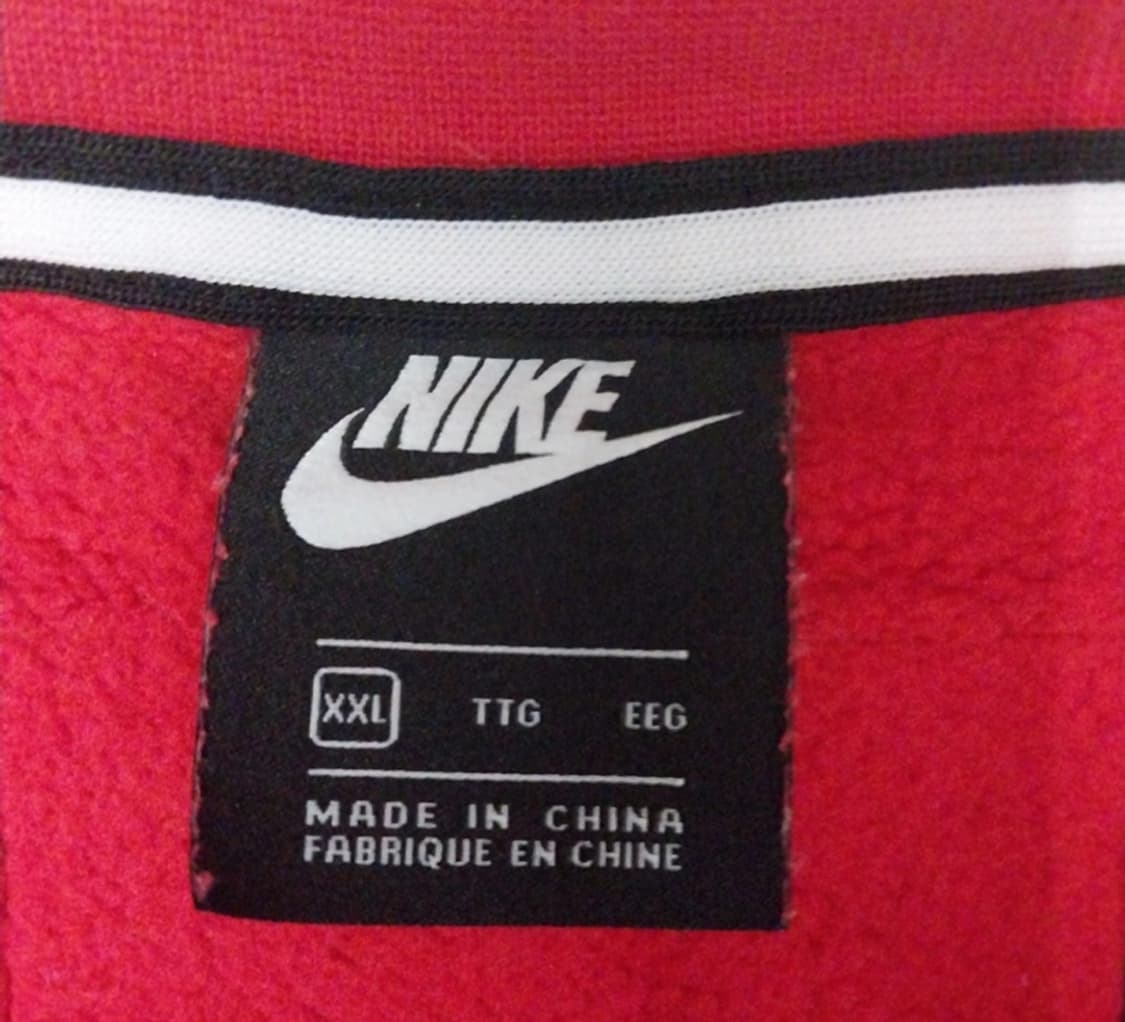 NIKE
XXL TTG EEG
MADE IN CHINA
FABRIQUE EN CHINE